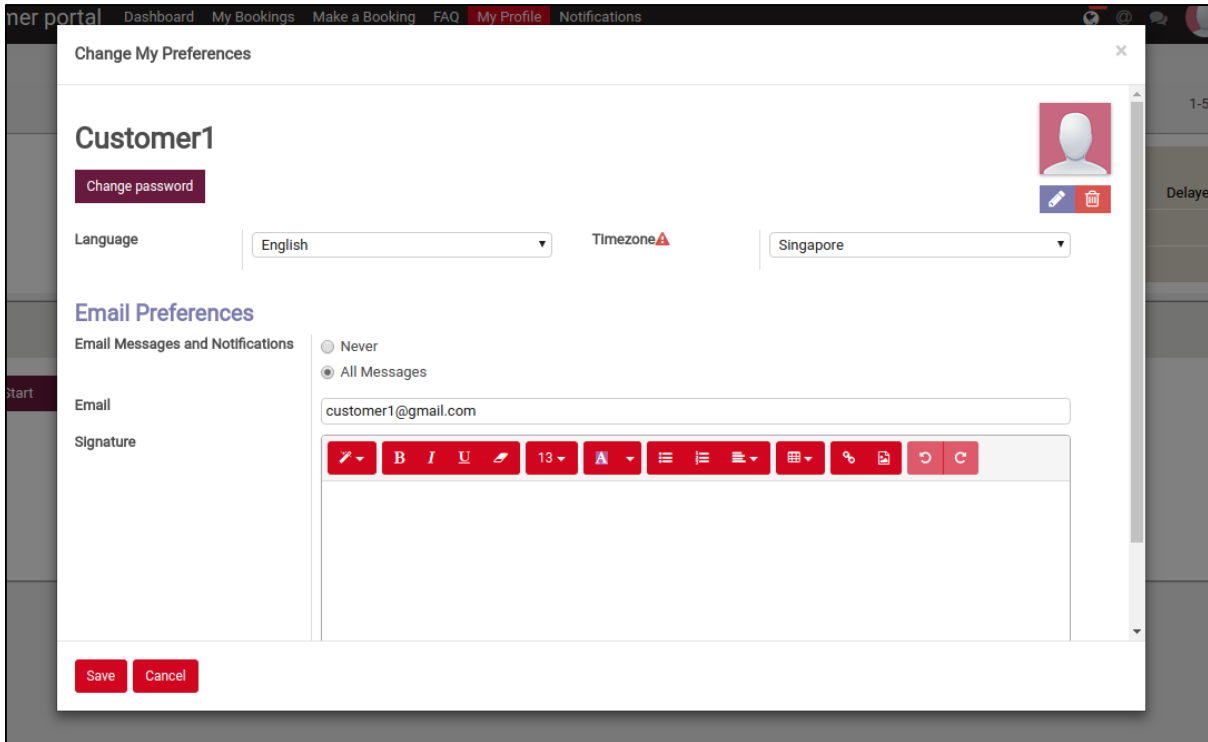 mer portal Dashboard My Bookings Make a Booking FAQ My Profile Notifications @
Change My Preferences ×
1-5
Customer1
Change password
Delaye
Language English Timezone Singapore
Email Preferences
Email Messages and Notifications Never
All Messages
Start
Email customer1@gmail.com
Signature
B I U 13 A
Save Cancel